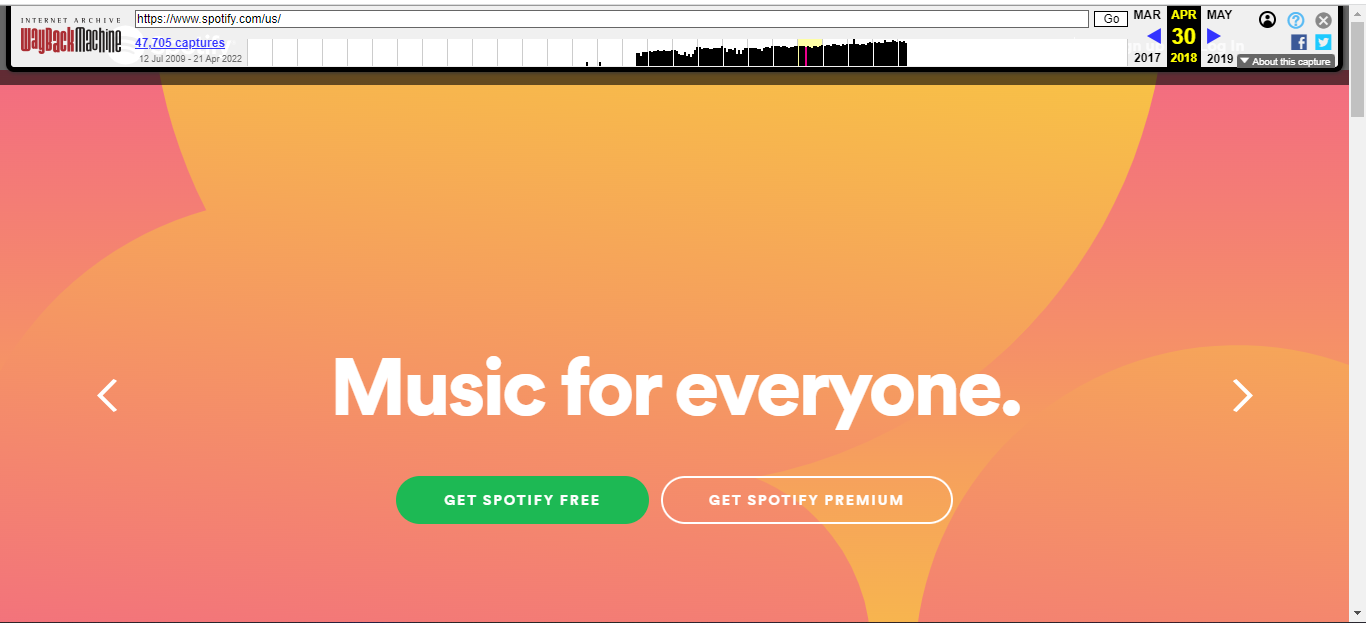 INTERNET ARCHIVE
WayBackMachine
https://www.spotify.com/us/
Go
47,705 captures
12 Jul 2009 - 21 Apr 2022
MAR APR MAY
30
2017 2018 2019
?
f
About this capture
Music for everyone.
GET SPOTIFY FREE
GET SPOTIFY PREMIUM